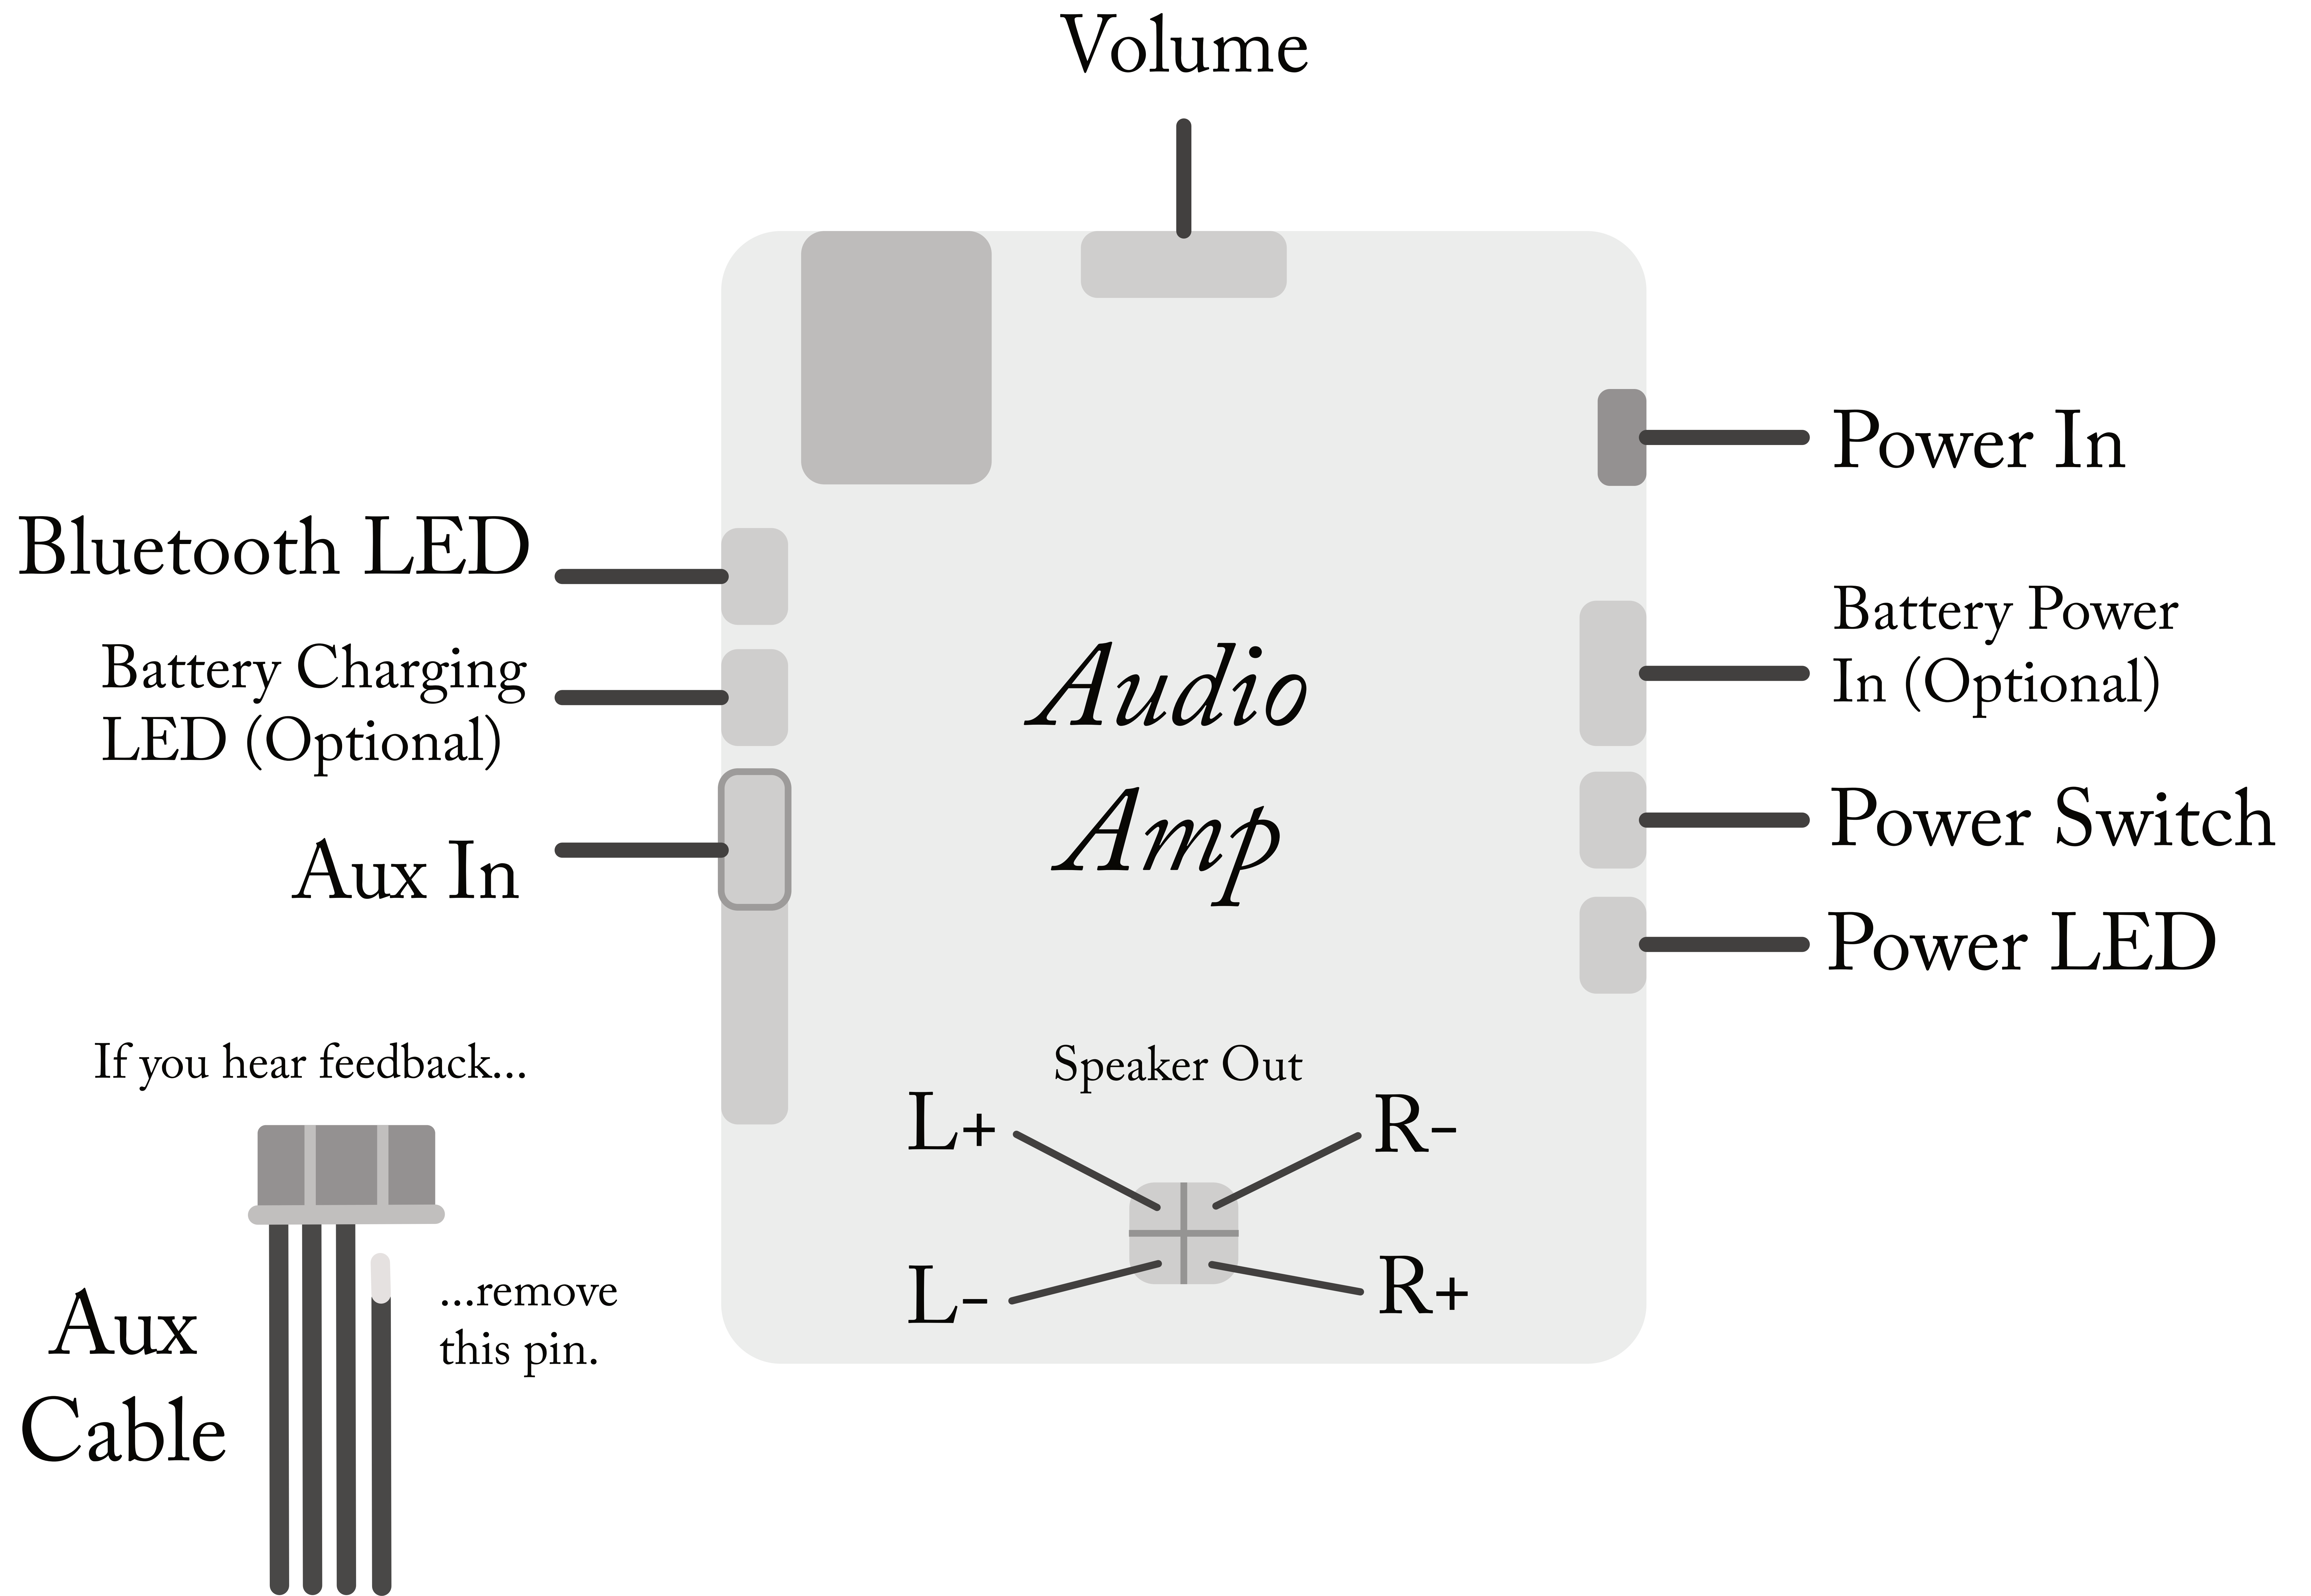 Volume
Power In
Bluetooth LED
Battery Power
In (Optional)
Battery Charging
LED (Optional)
Audio
Amp
Power Switch
Aux In
Power LED
If you hear feedback...
Speaker Out
L+
R-
L-
R+
Aux
Cable
...remove
this pin.